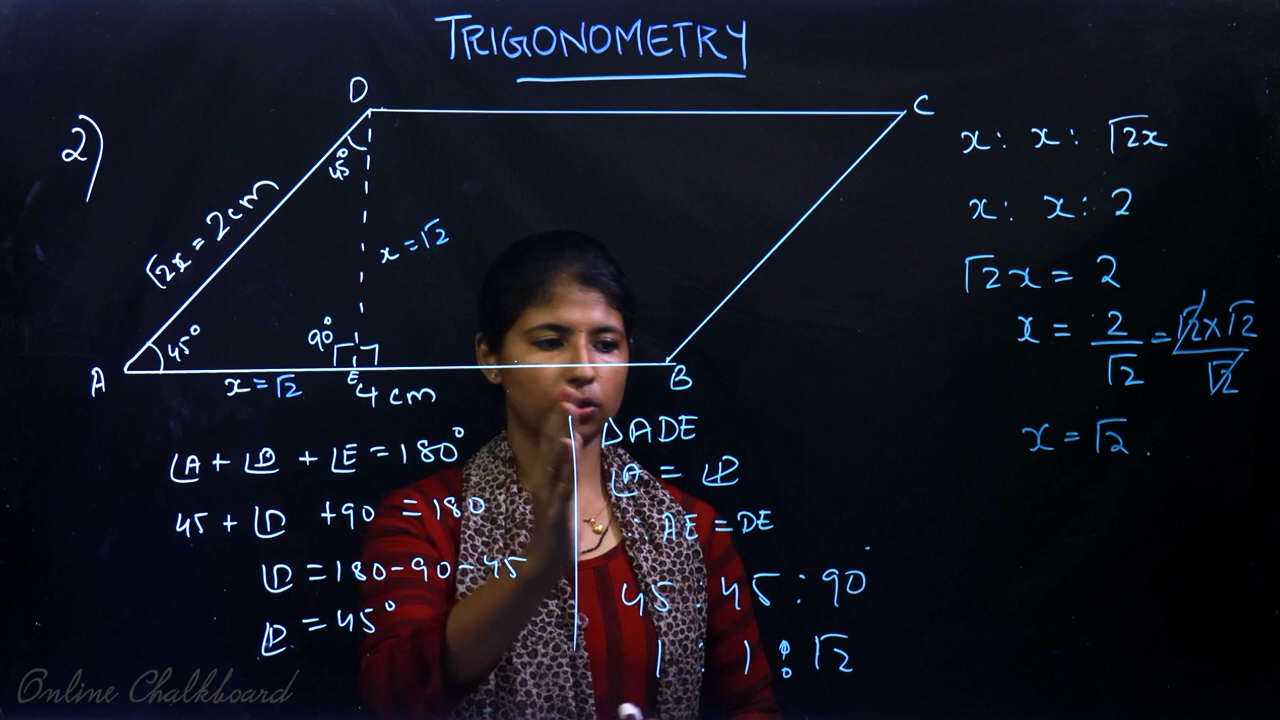 TRIGONOMETRY
2)
D
C
45°
√2x = 2cm
x = √2
45°
90°
A
E
B
x = √2
4 cm
∠A + ∠D + ∠E = 180°
45 + ∠D + 90 = 180
∠D = 180 - 90 - 45
∠D = 45°
ΔADE
∠A = ∠D
∴ AE = DE
45 : 45 : 90°
1 : 1 : √2
x : x : √2x
x : x : 2
√2x = 2
x = 2/√2 = √2 x √2/√2
x = √2.
Online Chalkboard